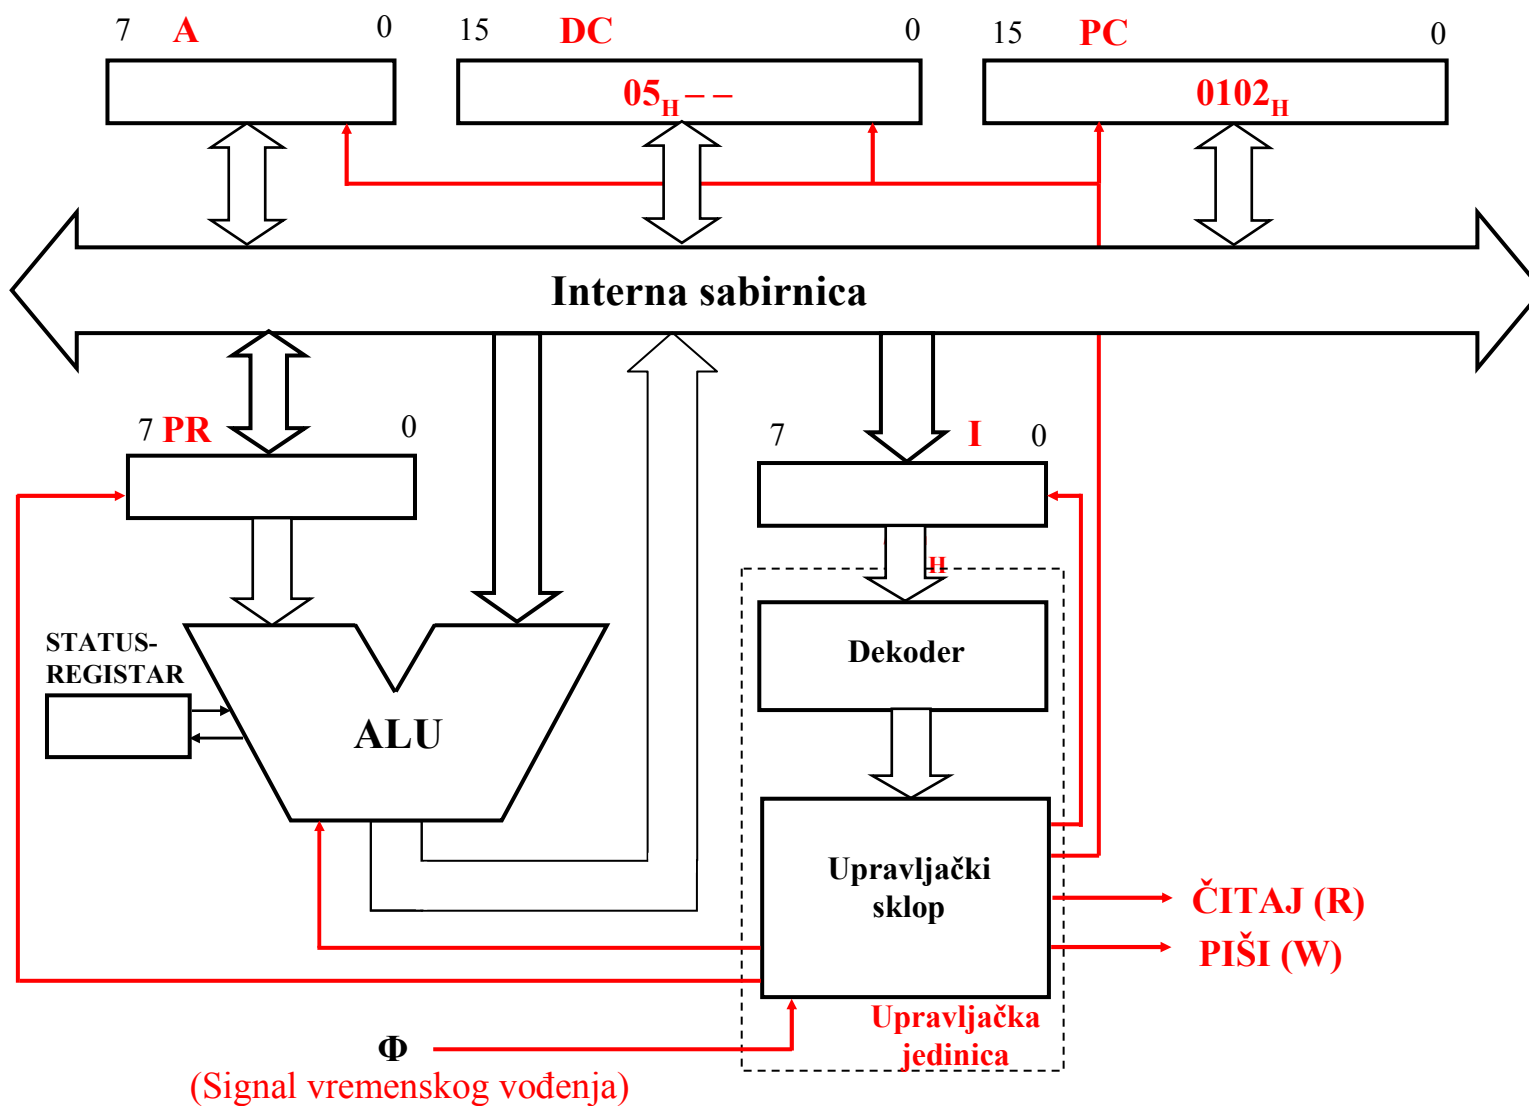 7 A 0 15 DC 0 15 PC 0
05H – – 0102H
Interna sabirnica
7 PR 0 7 I 0
H
STATUS-
REGISTAR
Dekoder
ALU
Upravljački
sklop
ČITAJ (R)
PIŠI (W)
Upravljačka
jedinica
Φ
(Signal vremenskog vođenja)